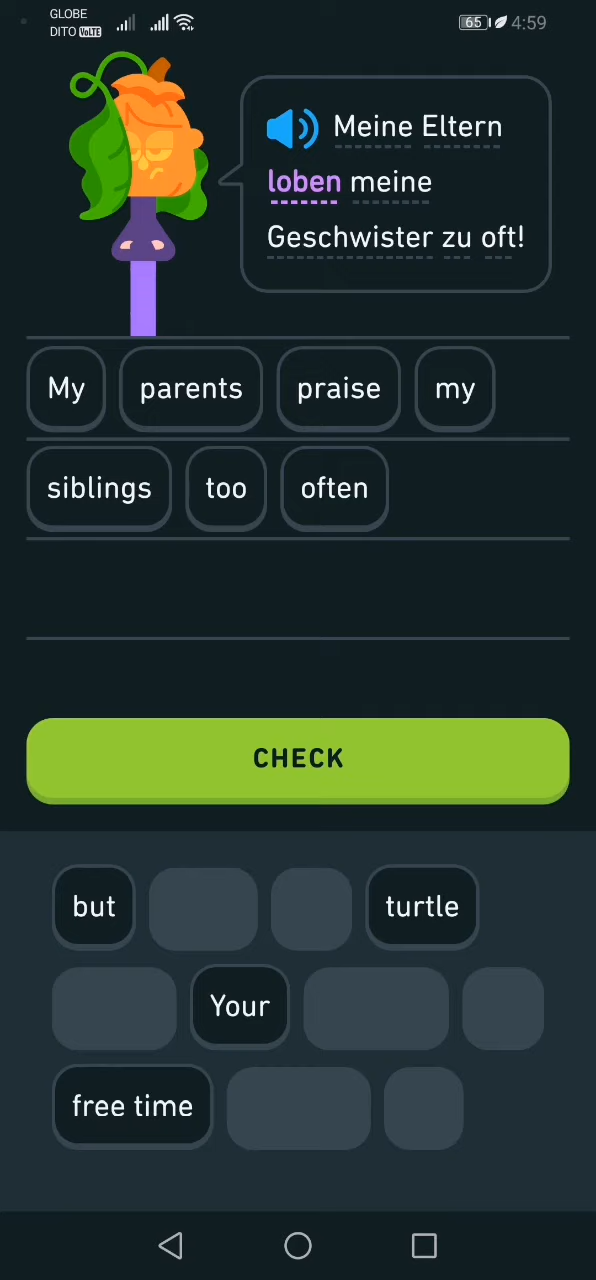 GLOBE
DITO VoLTE
65 4:59
Meine Eltern
loben meine
Geschwister zu oft!
My parents praise my
siblings too often
CHECK
but turtle
Your
free time